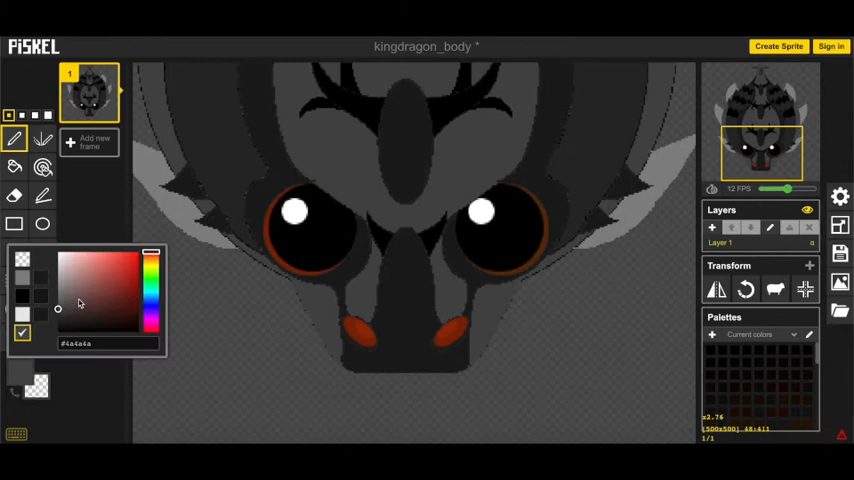 PiSKEL
kingdragon_body *
Create Sprite
Sign in
1
Add new
frame
12 FPS
Layers
Layer 1
α
Transform
Palettes
Current colors
#4a4a4a
x2.76
[500x500] 48:411
1/1